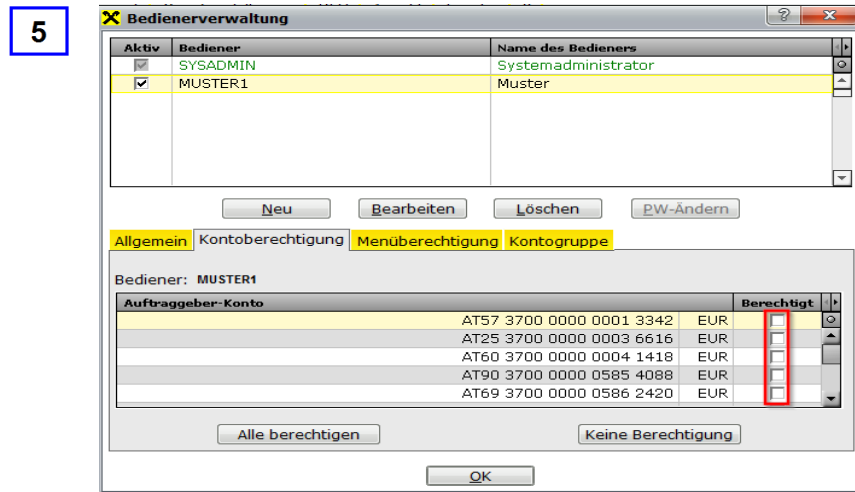 5
Bedienerverwaltung
Aktiv Bediener Name des Bedieners
SYSADMIN Systemadministrator
MUSTER1 Muster
Neu Bearbeiten Löschen PW-Ändern
Allgemein Kontoberechtigung Menüberechtigung Kontogruppe
Bediener: MUSTER1
Auftraggeber-Konto Berechtigt
AT57 3700 0000 0001 3342 EUR
AT25 3700 0000 0003 6616 EUR
AT60 3700 0000 0004 1418 EUR
AT90 3700 0000 0585 4088 EUR
AT69 3700 0000 0586 2420 EUR
Alle berechtigen Keine Berechtigung
OK